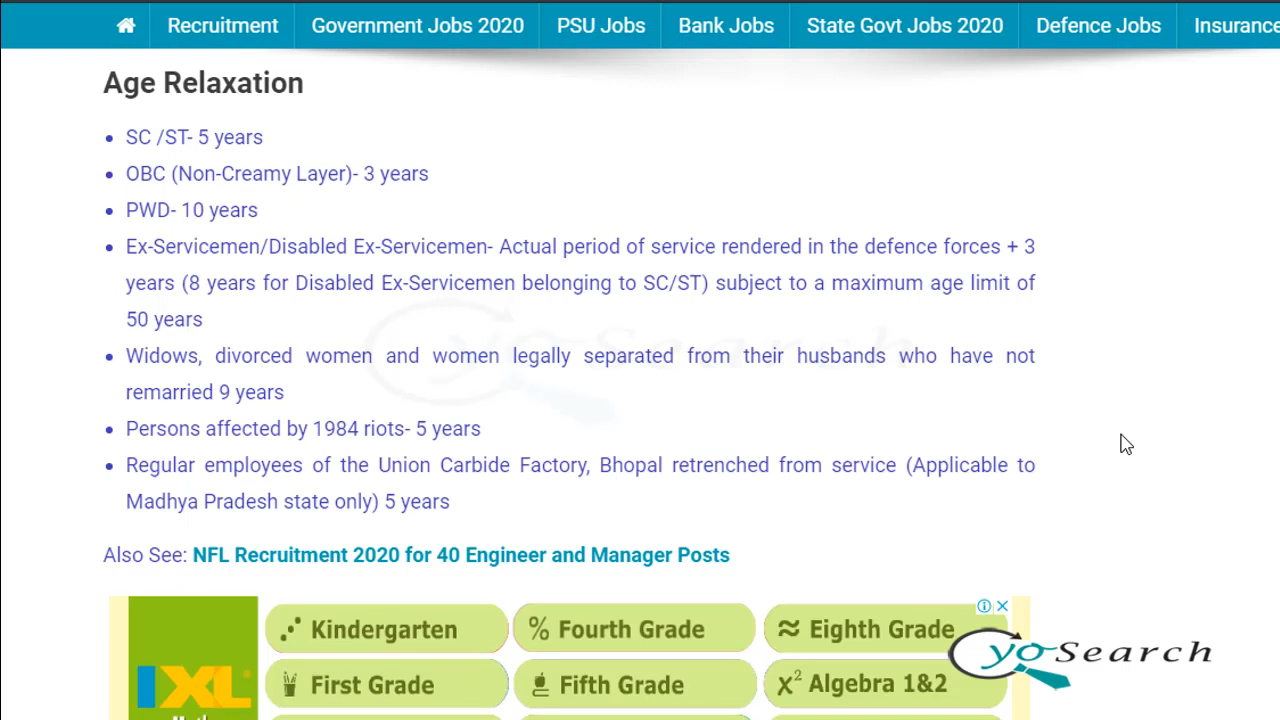 Recruitment Government Jobs 2020 PSU Jobs Bank Jobs State Govt Jobs 2020 Defence Jobs Insurance
Age Relaxation
SC /ST- 5 years
OBC (Non-Creamy Layer)- 3 years
PWD- 10 years
Ex-Servicemen/Disabled Ex-Servicemen- Actual period of service rendered in the defence forces + 3
years (8 years for Disabled Ex-Servicemen belonging to SC/ST) subject to a maximum age limit of
50 years
Widows, divorced women and women legally separated from their husbands who have not
remarried 9 years
Persons affected by 1984 riots- 5 years
Regular employees of the Union Carbide Factory, Bhopal retrenched from service (Applicable to
Madhya Pradesh state only) 5 years
Also See: NFL Recruitment 2020 for 40 Engineer and Manager Posts
Kindergarten % Fourth Grade ≈ Eighth Grade
yoSearch
IXL First Grade Fifth Grade x² Algebra 1&2
yoSearch